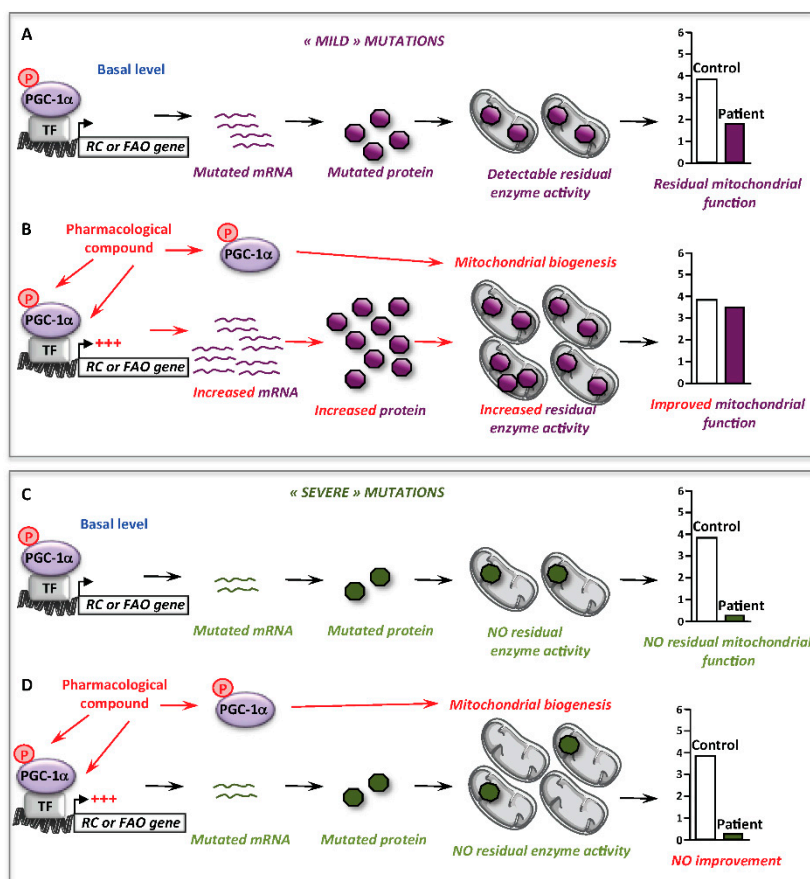 A
« MILD » MUTATIONS
P
PGC-1α
TF
Basal level
RC or FAO gene
Mutated mRNA
Mutated protein
Detectable residual
enzyme activity
6
5
4
3
2
1
0
Control
Patient
Residual mitochondrial
function
B
Pharmacological
compound
P
PGC-1α
Mitochondrial biogenesis
P
PGC-1α
TF
+++
RC or FAO gene
Increased mRNA
Increased protein
Increased residual
enzyme activity
6
5
4
3
2
1
0
Improved mitochondrial
function
C
« SEVERE » MUTATIONS
P
PGC-1α
TF
Basal level
RC or FAO gene
Mutated mRNA
Mutated protein
NO residual
enzyme activity
6
5
4
3
2
1
0
Control
Patient
NO residual mitochondrial
function
D
Pharmacological
compound
P
PGC-1α
Mitochondrial biogenesis
P
PGC-1α
TF
+++
RC or FAO gene
Mutated mRNA
Mutated protein
NO residual enzyme activity
6
5
4
3
2
1
0
Control
Patient
NO improvement